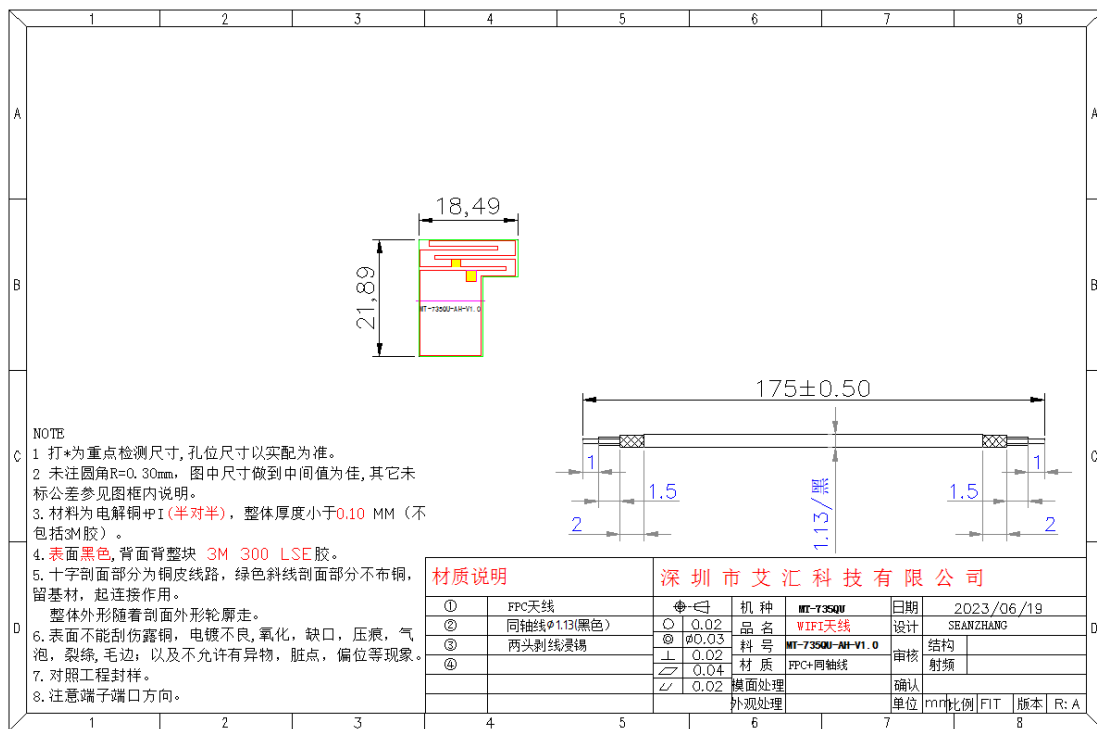 1 2 3 4 5 6 7 8
A A
18,49
B B
21,89
MT-735QU-AH-V1.0
175±0.50
C C
1 1
1.5 1.5
2 2
1.13/黑
NOTE
1 打*为重点检测尺寸,孔位尺寸以实配为准。
2 未注圆角R=0.30mm，图中尺寸做到中间值为佳,其它未
标公差参见图框内说明。
3.材料为电解铜+PI(半对半)，整体厚度小于0.10 MM（不
包括3M胶）。
4.表面黑色,背面背整块 3M 300 LSE胶。
5.十字剖面部分为铜皮线路，绿色斜线剖面部分不布铜，
留基材，起连接作用。
整体外形随着剖面外形轮廓走。
6.表面不能刮伤露铜，电镀不良,氧化，缺口，压痕，气
泡，裂绦,毛边；以及不允许有异物，脏点，偏位等现象。
7.对照工程封样。
8.注意端子端口方向。
D D
材质说明 深圳市艾汇科技有限公司
① FPC天线 机种 MT-735QU 日期 2023/06/19
② 同轴线φ1.13(黑色) 0.02 品名 WIFI天线 设计 SEANZHANG
③ 两头剥线浸锡 φ0.03 料号 MT-735QU-AH-V1.0 审核 结构
④ 0.02 材质 FPC+同轴线 射频
0.04 模面处理 确认
0.02 外观处理 单位 mm 比例 FIT 版本 R: A
1 2 3 4 5 6 7 8